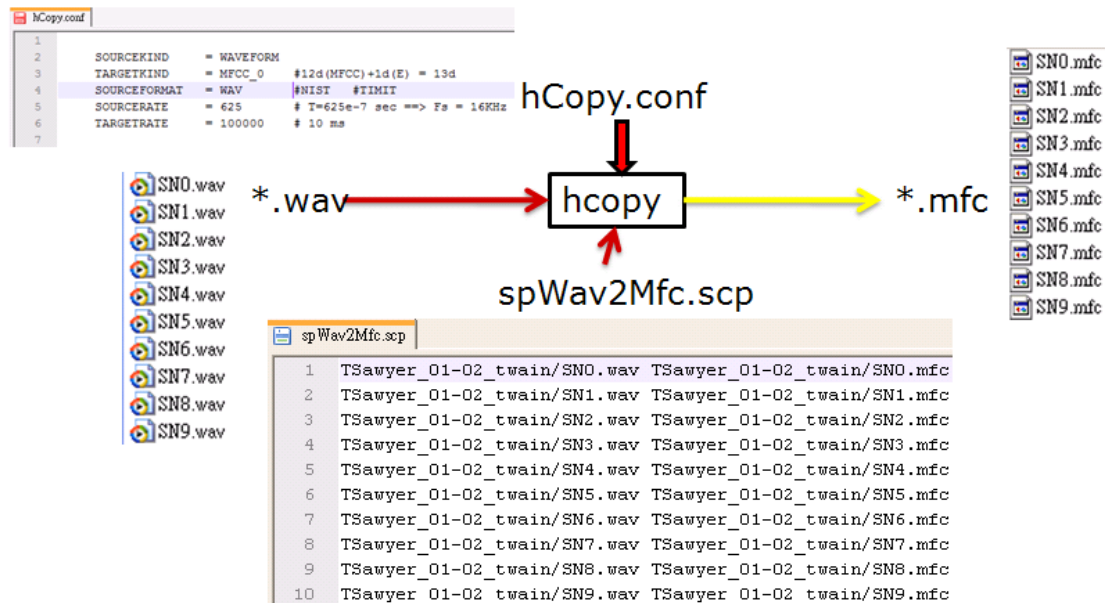 hCopy.conf
1
2 SOURCEKIND = WAVEFORM
3 TARGETKIND = MFCC_0 #12d(MFCC)+1d(E) = 13d
4 SOURCEFORMAT = WAV #NIST #TIMIT
5 SOURCERATE = 625 # T=625e-7 sec ==> Fs = 16KHz
6 TARGETRATE = 100000 # 10 ms
7
hCopy.conf
SN0.wav
SN1.wav
SN2.wav
SN3.wav
SN4.wav
SN5.wav
SN6.wav
SN7.wav
SN8.wav
SN9.wav
*.wav
hcopy
*.mfc
SN0.mfc
SN1.mfc
SN2.mfc
SN3.mfc
SN4.mfc
SN5.mfc
SN6.mfc
SN7.mfc
SN8.mfc
SN9.mfc
spWav2Mfc.scp
spWav2Mfc.scp
1 TSawyer_01-02_twain/SN0.wav TSawyer_01-02_twain/SN0.mfc
2 TSawyer_01-02_twain/SN1.wav TSawyer_01-02_twain/SN1.mfc
3 TSawyer_01-02_twain/SN2.wav TSawyer_01-02_twain/SN2.mfc
4 TSawyer_01-02_twain/SN3.wav TSawyer_01-02_twain/SN3.mfc
5 TSawyer_01-02_twain/SN4.wav TSawyer_01-02_twain/SN4.mfc
6 TSawyer_01-02_twain/SN5.wav TSawyer_01-02_twain/SN5.mfc
7 TSawyer_01-02_twain/SN6.wav TSawyer_01-02_twain/SN6.mfc
8 TSawyer_01-02_twain/SN7.wav TSawyer_01-02_twain/SN7.mfc
9 TSawyer_01-02_twain/SN8.wav TSawyer_01-02_twain/SN8.mfc
10 TSawyer_01-02_twain/SN9.wav TSawyer_01-02_twain/SN9.mfc